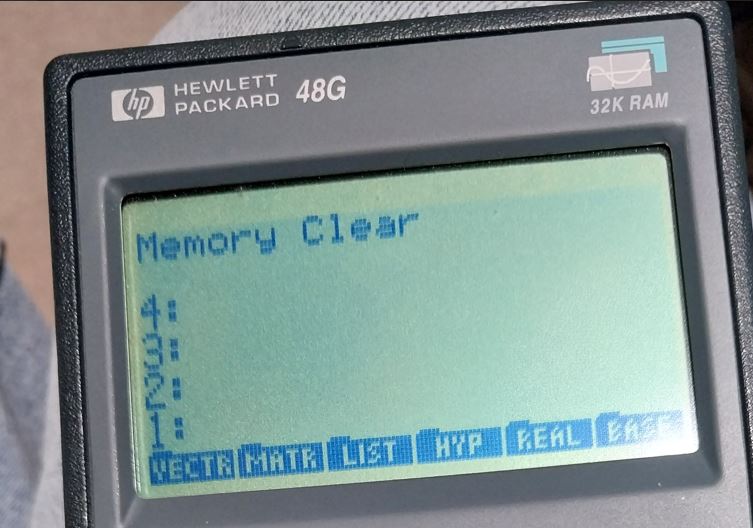 hp HEWLETT
PACKARD 48G
32K RAM
Memory Clear
4:
3:
2:
1:
VECTR MATR LIST HYP REAL BASE